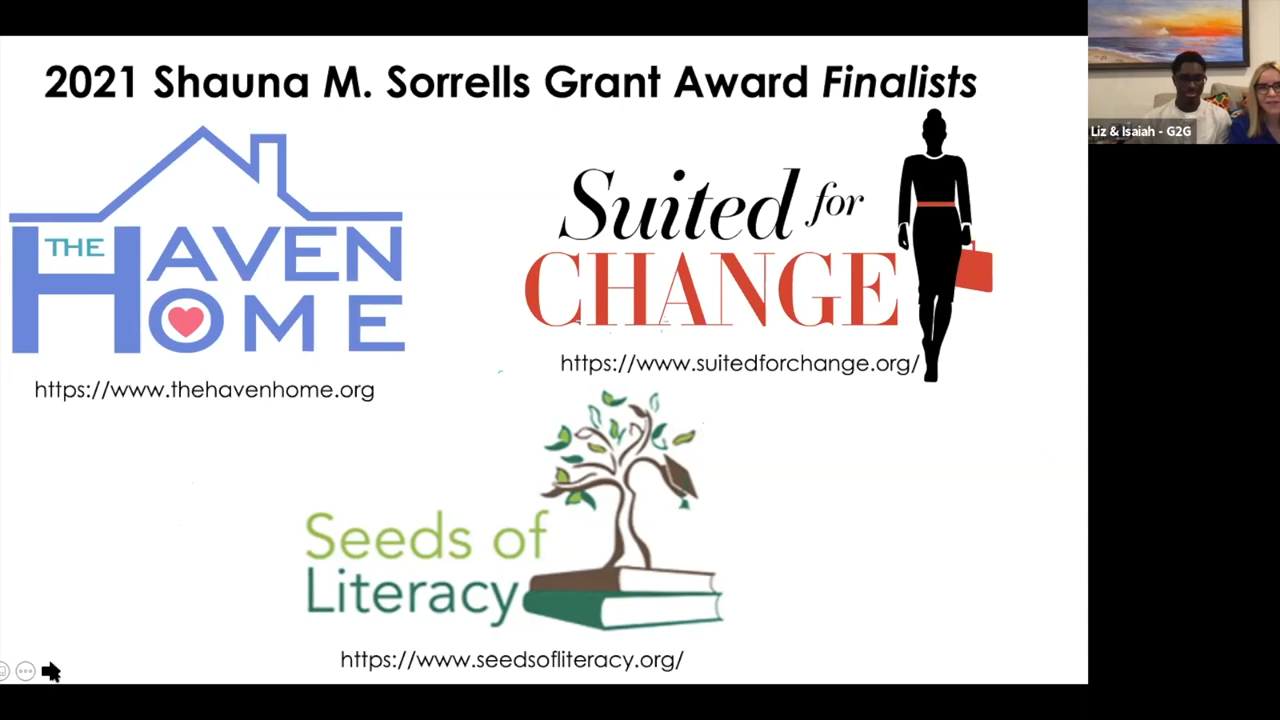 2021 Shauna M. Sorrells Grant Award Finalists
Liz & Isaiah - G2G
THE
HAVEN
HOME
https://www.thehavenhome.org
Suited for
CHANGE
https://www.suitedforchange.org/
Seeds of
Literacy
https://www.seedsofliteracy.org/